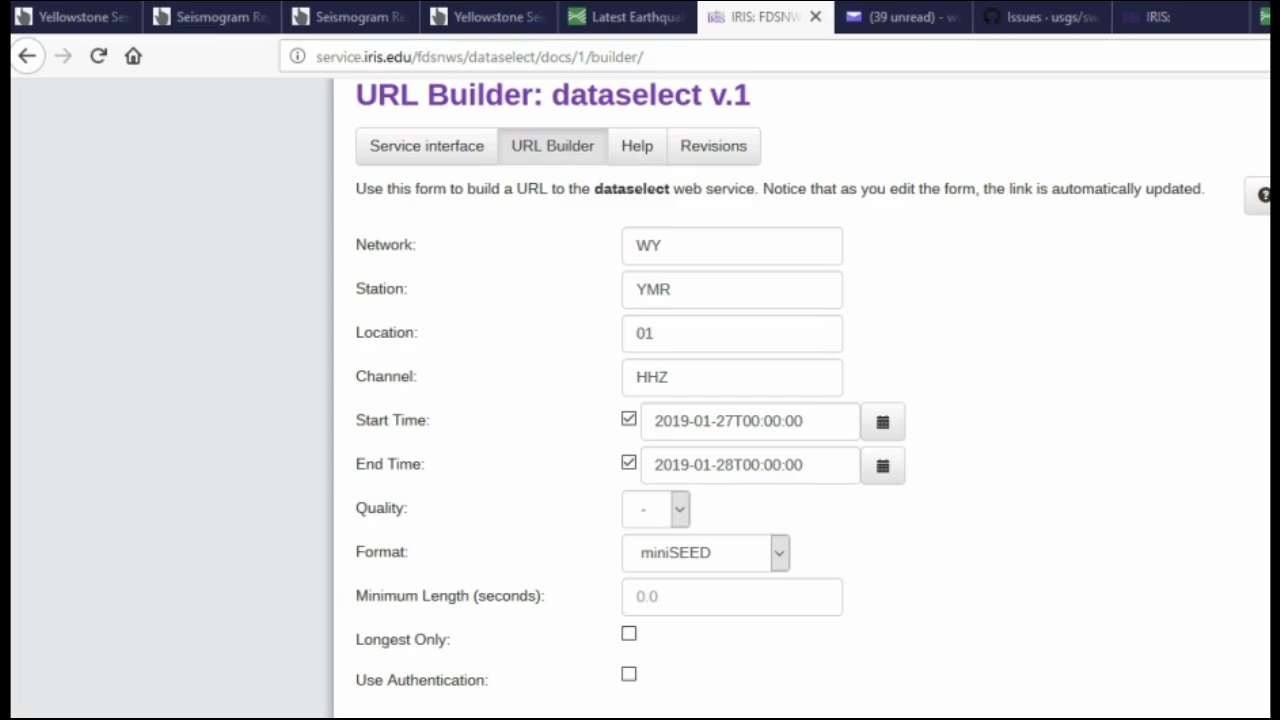 Yellowstone Sei
Seismogram Re
Seismogram Re
Yellowstone Sei
Latest Earthqua
IRIS: FDSNW
(39 unread) - w
Issues · usgs/sw
IRIS:
service.iris.edu/fdsnws/dataselect/docs/1/builder/
URL Builder: dataselect v.1
Service interface
URL Builder
Help
Revisions
Use this form to build a URL to the dataselect web service. Notice that as you edit the form, the link is automatically updated.
Network: WY
Station: YMR
Location: 01
Channel: HHZ
Start Time: 2019-01-27T00:00:00
End Time: 2019-01-28T00:00:00
Quality: -
Format: miniSEED
Minimum Length (seconds): 0.0
Longest Only:
Use Authentication: